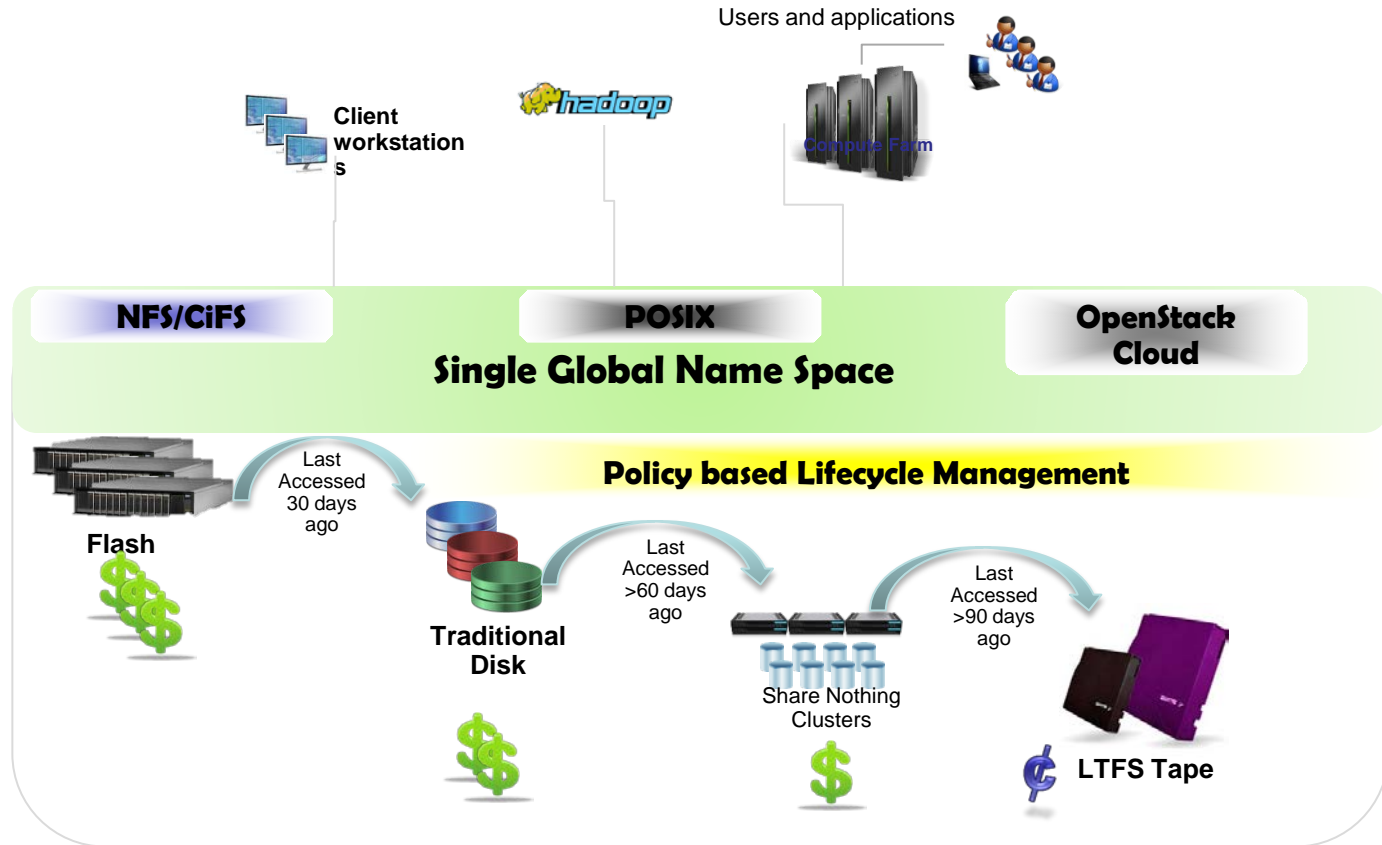 Users and applications
Client
workstation
s
hadoop
Compute Farm
NFS/CiFS
POSIX
OpenStack
Cloud
Single Global Name Space
Policy based Lifecycle Management
Last
Accessed
30 days
ago
Flash
$
$
$
Last
Accessed
>60 days
ago
Traditional
Disk
$
$
Last
Accessed
>90 days
ago
Share Nothing
Clusters
$
LTFS Tape
¢